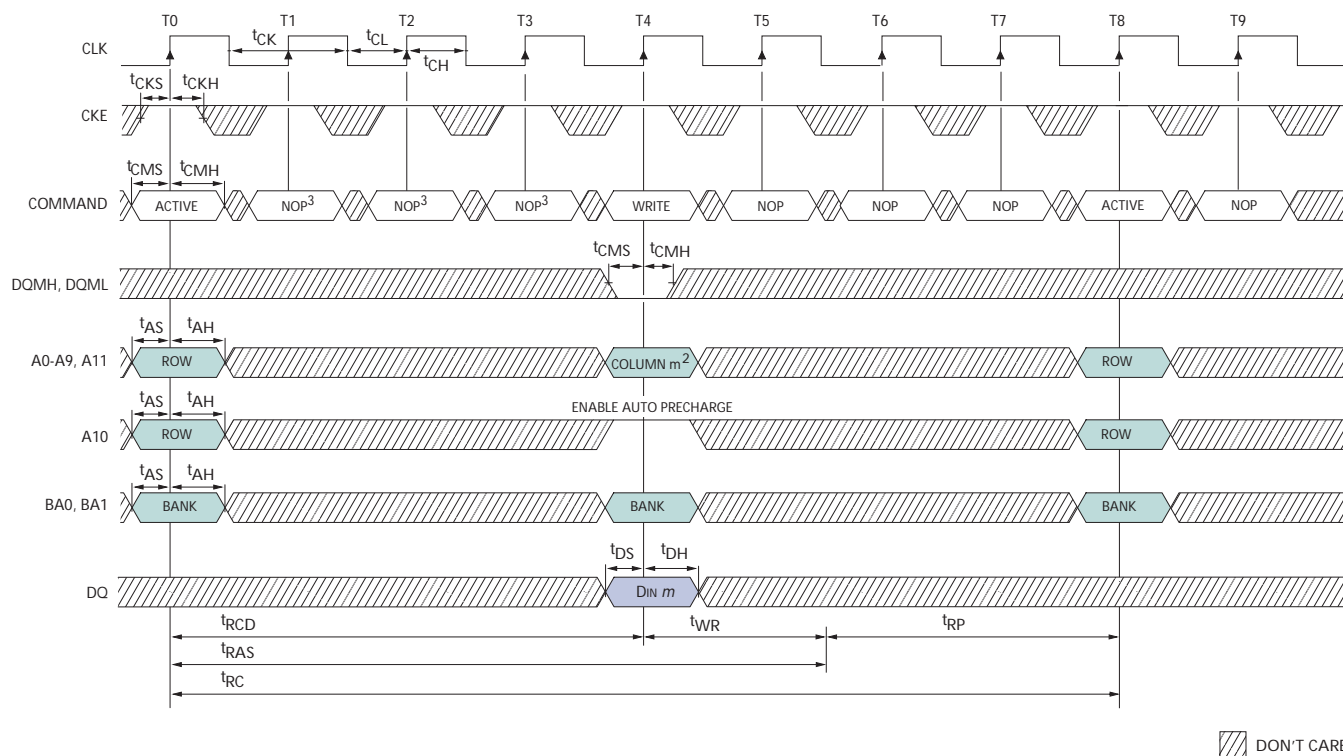 T0 T1 T2 T3 T4 T5 T6 T7 T8 T9
CLK tCK tCL tCH
tCKS tCKH
CKE
tCMS tCMH
COMMAND ACTIVE NOP3 NOP3 NOP3 WRITE NOP NOP NOP ACTIVE NOP
tCMS tCMH
DQMH, DQML
tAS tAH
A0-A9, A11 ROW COLUMN m2 ROW
tAS tAH ENABLE AUTO PRECHARGE
A10 ROW ROW
tAS tAH
BA0, BA1 BANK BANK BANK
tDS tDH
DQ DIN m
tRCD tWR tRP
tRAS
tRC
DON'T CARE